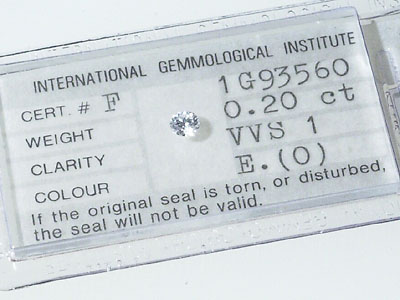 INTERNATIONAL GEMMOLOGICAL INSTITUTE
CERT. # F 1G93560
WEIGHT 0.20 ct
CLARITY VVS 1
COLOUR E.(O)
If the original seal is torn, or disturbed,
the seal will not be valid.